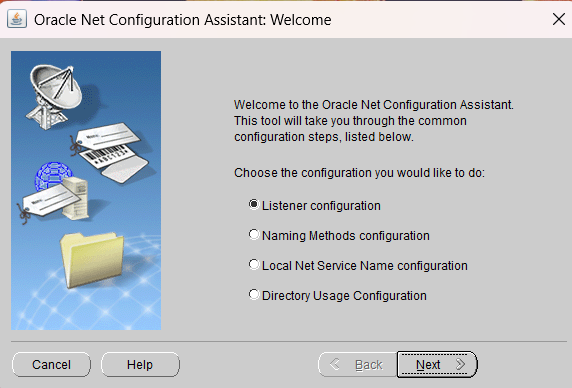 Oracle Net Configuration Assistant: Welcome
Welcome to the Oracle Net Configuration Assistant.
This tool will take you through the common
configuration steps, listed below.
Choose the configuration you would like to do:
Listener configuration
Naming Methods configuration
Local Net Service Name configuration
Directory Usage Configuration
Cancel
Help
Back
Next